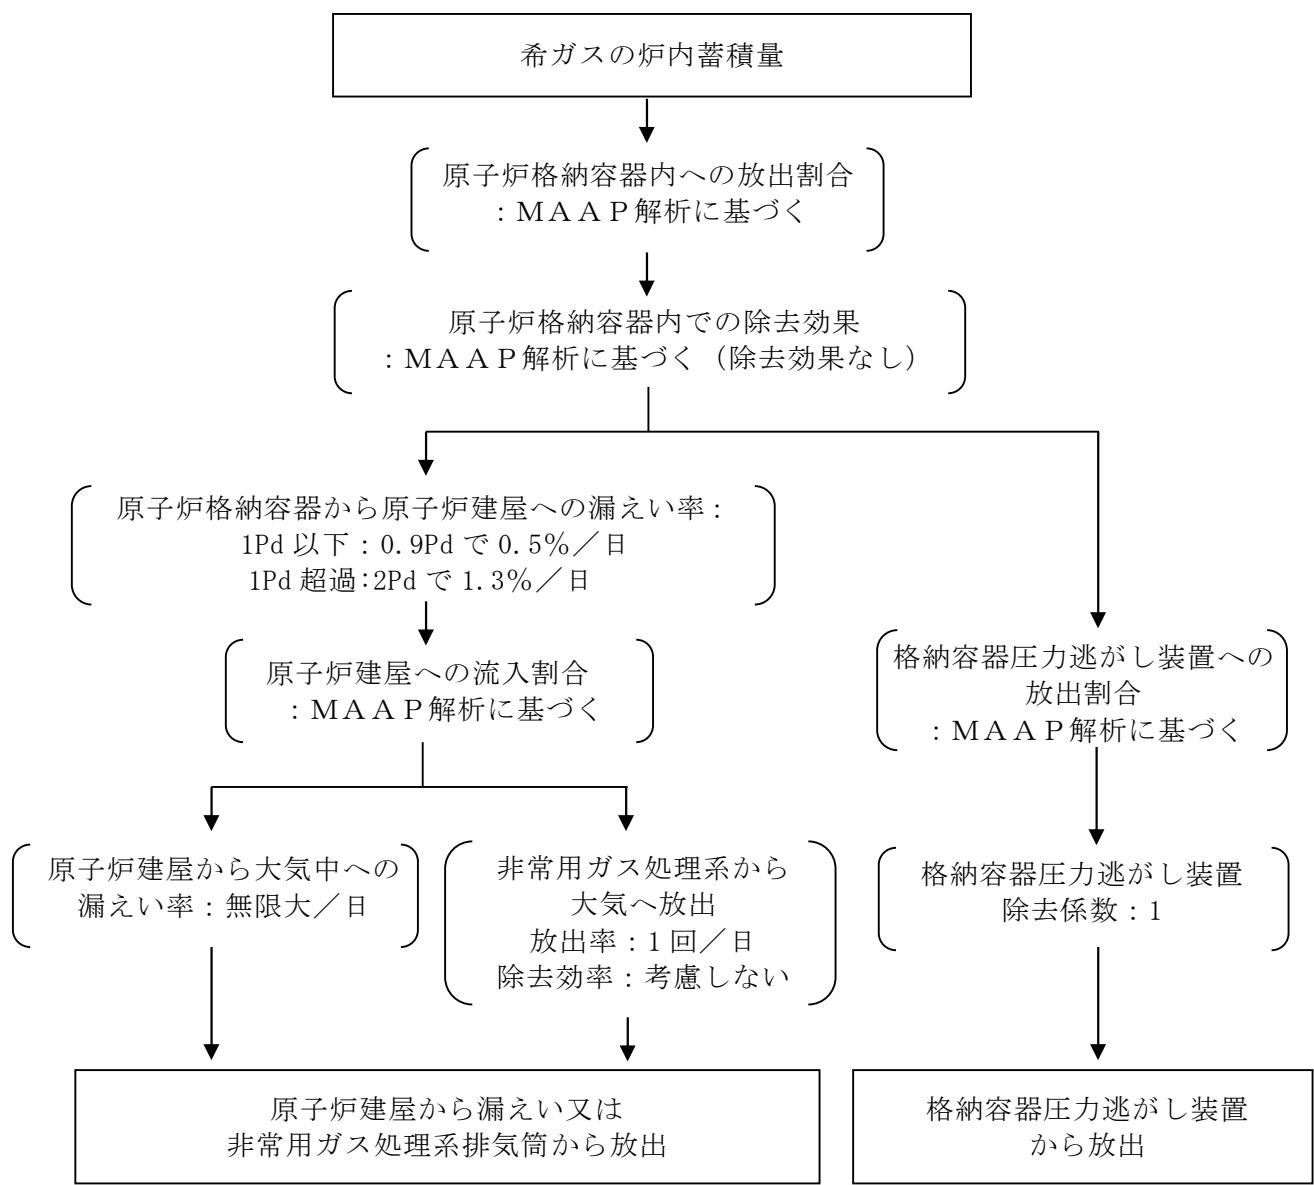 希ガスの炉内蓄積量
原子炉格納容器内への放出割合
：ＭＡＡＰ解析に基づく
原子炉格納容器内での除去効果
：ＭＡＡＰ解析に基づく（除去効果なし）
原子炉格納容器から原子炉建屋への漏えい率：
1Pd 以下：0.9Pd で 0.5％／日
1Pd 超過：2Pd で 1.3％／日
原子炉建屋への流入割合
：ＭＡＡＰ解析に基づく
格納容器圧力逃がし装置への
放出割合
：ＭＡＡＰ解析に基づく
原子炉建屋から大気中への
漏えい率：無限大／日
非常用ガス処理系から
大気へ放出
放出率：1 回／日
除去効率：考慮しない
格納容器圧力逃がし装置
除去係数：1
原子炉建屋から漏えい又は
非常用ガス処理系排気筒から放出
格納容器圧力逃がし装置
から放出